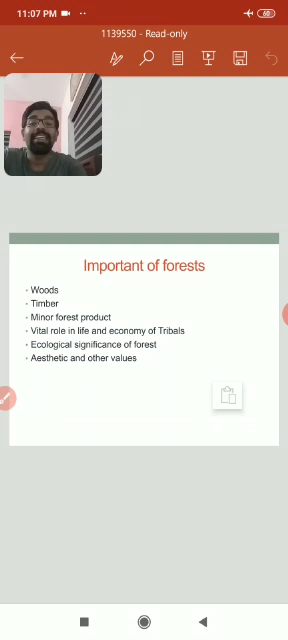 11:07 PM
60
1139550 - Read-only
Important of forests
• Woods
• Timber
• Minor forest product
• Vital role in life and economy of Tribals
• Ecological significance of forest
• Aesthetic and other values